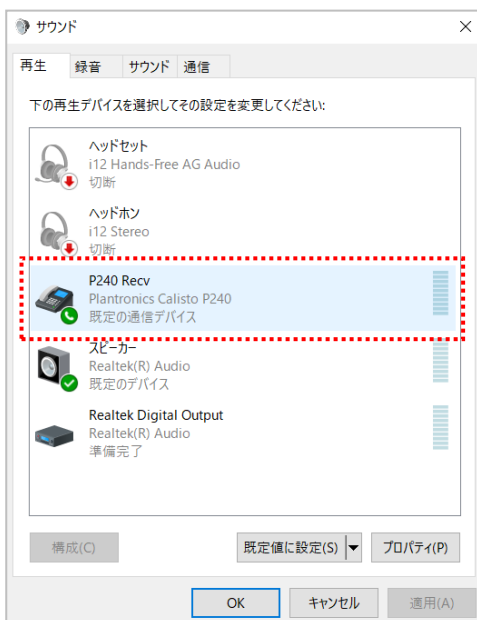 サウンド
再生 録音 サウンド 通信
下の再生デバイスを選択してその設定を変更してください:
ヘッドセット
i12 Hands-Free AG Audio
切断
ヘッドホン
i12 Stereo
切断
P240 Recv
Plantronics Calisto P240
既定の通信デバイス
スピーカー
Realtek(R) Audio
既定のデバイス
Realtek Digital Output
Realtek(R) Audio
準備完了
構成(C) 既定値に設定(S) プロパティ(P)
OK キャンセル 適用(A)